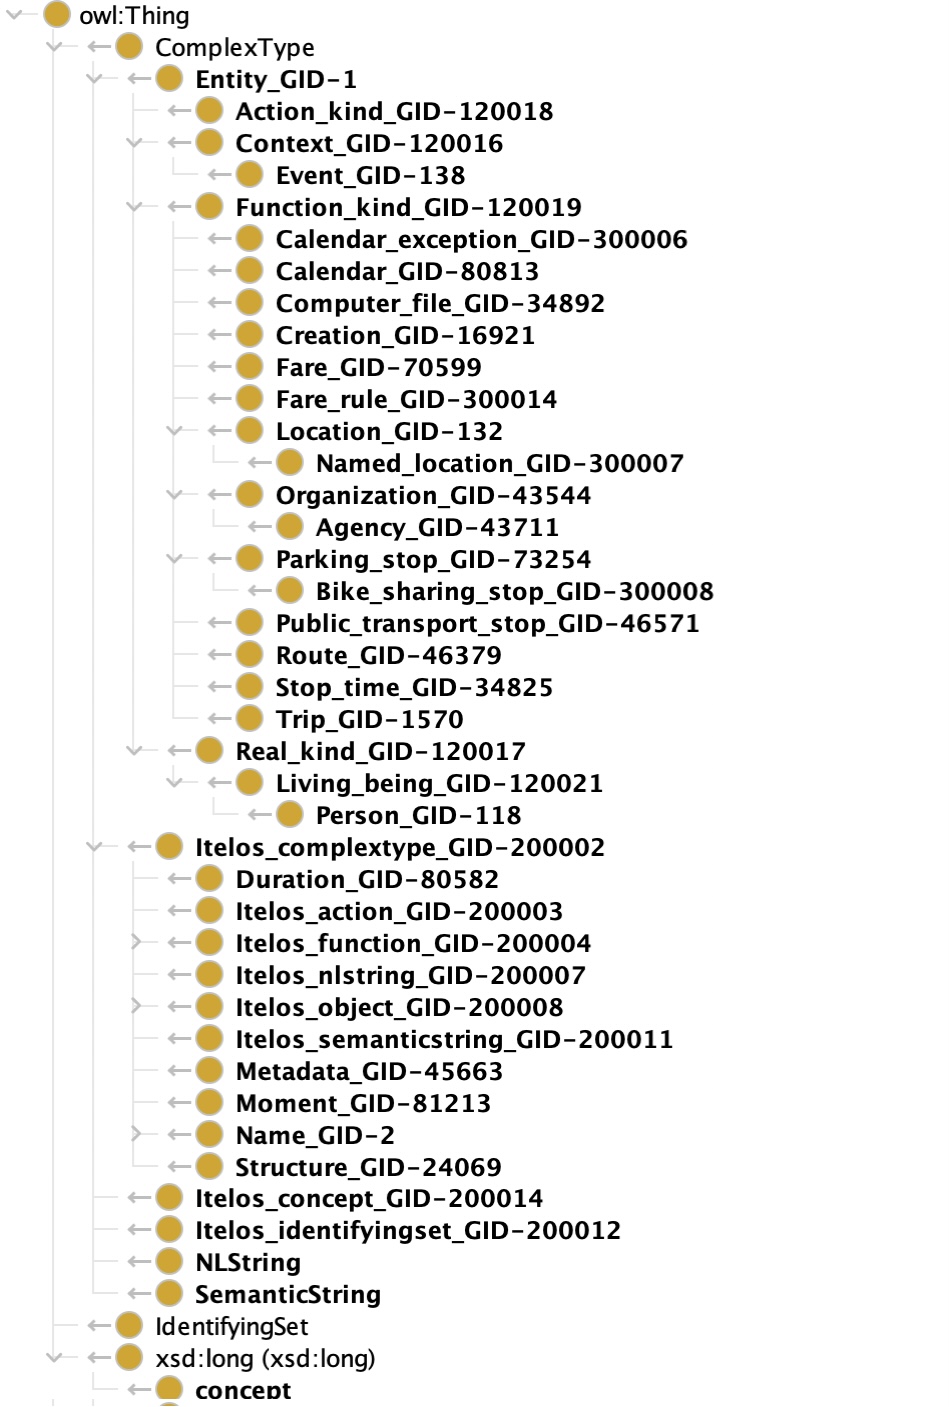 owl:Thing
ComplexType
Entity_GID-1
Action_kind_GID-120018
Context_GID-120016
Event_GID-138
Function_kind_GID-120019
Calendar_exception_GID-300006
Calendar_GID-80813
Computer_file_GID-34892
Creation_GID-16921
Fare_GID-70599
Fare_rule_GID-300014
Location_GID-132
Named_location_GID-300007
Organization_GID-43544
Agency_GID-43711
Parking_stop_GID-73254
Bike_sharing_stop_GID-300008
Public_transport_stop_GID-46571
Route_GID-46379
Stop_time_GID-34825
Trip_GID-1570
Real_kind_GID-120017
Living_being_GID-120021
Person_GID-118
Itelos_complextype_GID-200002
Duration_GID-80582
Itelos_action_GID-200003
Itelos_function_GID-200004
Itelos_nlstring_GID-200007
Itelos_object_GID-200008
Itelos_semanticstring_GID-200011
Metadata_GID-45663
Moment_GID-81213
Name_GID-2
Structure_GID-24069
Itelos_concept_GID-200014
Itelos_identifyingset_GID-200012
NLString
SemanticString
IdentifyingSet
xsd:long (xsd:long)
concept